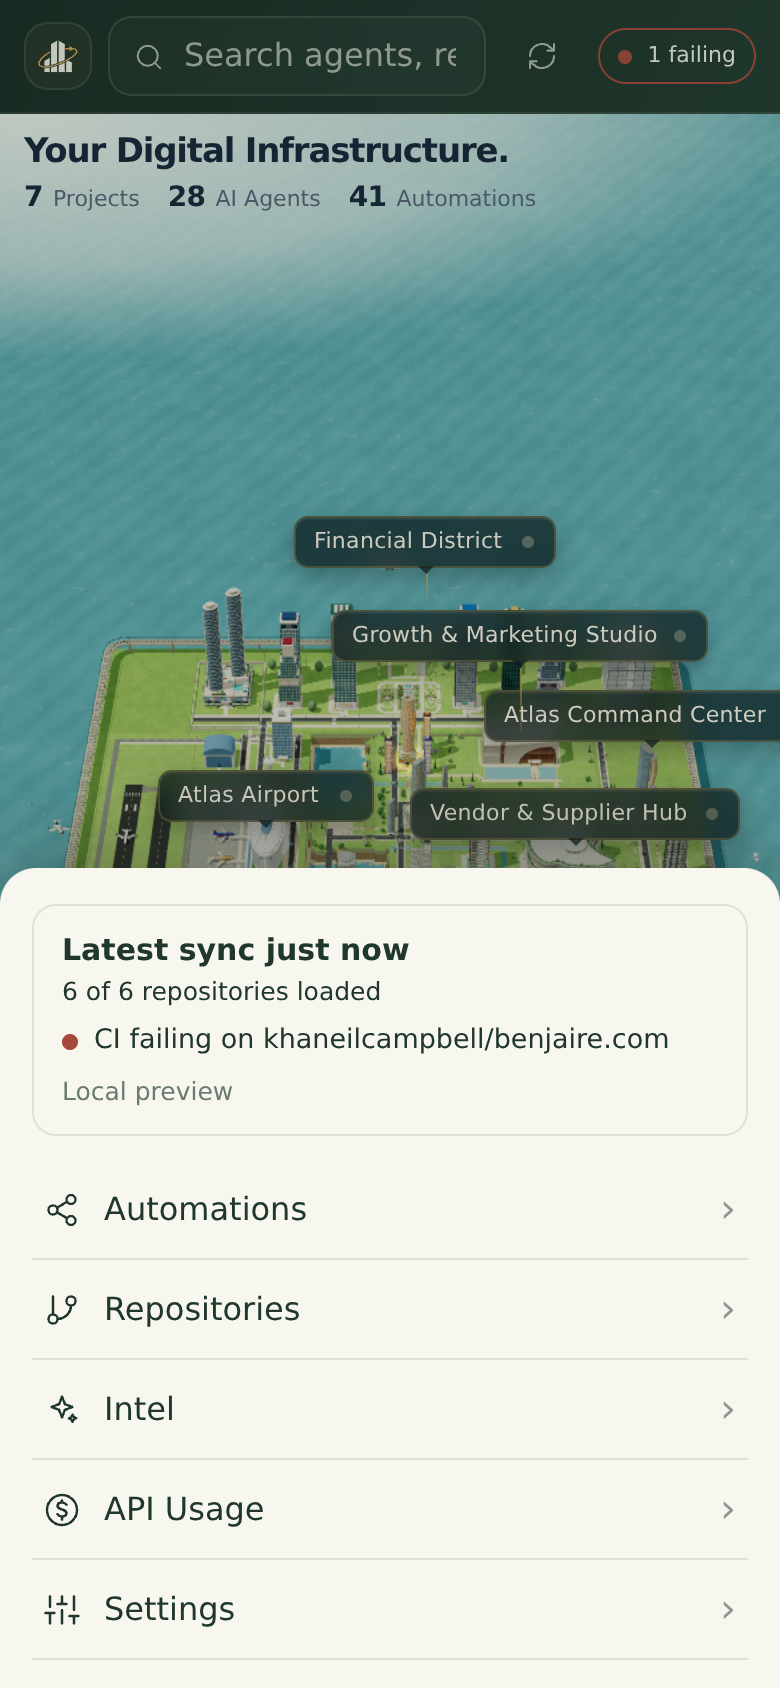 Search agents, re
1 failing
Your Digital Infrastructure.
7 Projects 28 AI Agents 41 Automations
Financial District
Growth & Marketing Studio
Atlas Command Center
Atlas Airport
Vendor & Supplier Hub
Latest sync just now
6 of 6 repositories loaded
CI failing on khaneilcampbell/benjaire.com
Local preview
Automations
Repositories
Intel
API Usage
Settings